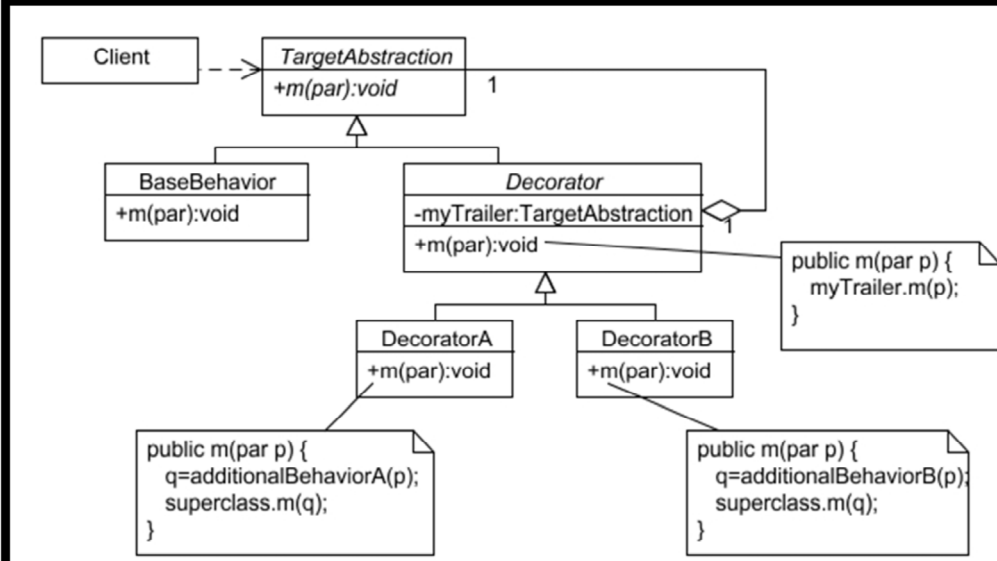 Client
TargetAbstraction
+m(par):void
1
BaseBehavior
+m(par):void
Decorator
-myTrailer:TargetAbstraction
+m(par):void
1
public m(par p) {
myTrailer.m(p);
}
DecoratorA
+m(par):void
DecoratorB
+m(par):void
public m(par p) {
q=additionalBehaviorA(p);
superclass.m(q);
}
public m(par p) {
q=additionalBehaviorB(p);
superclass.m(q);
}